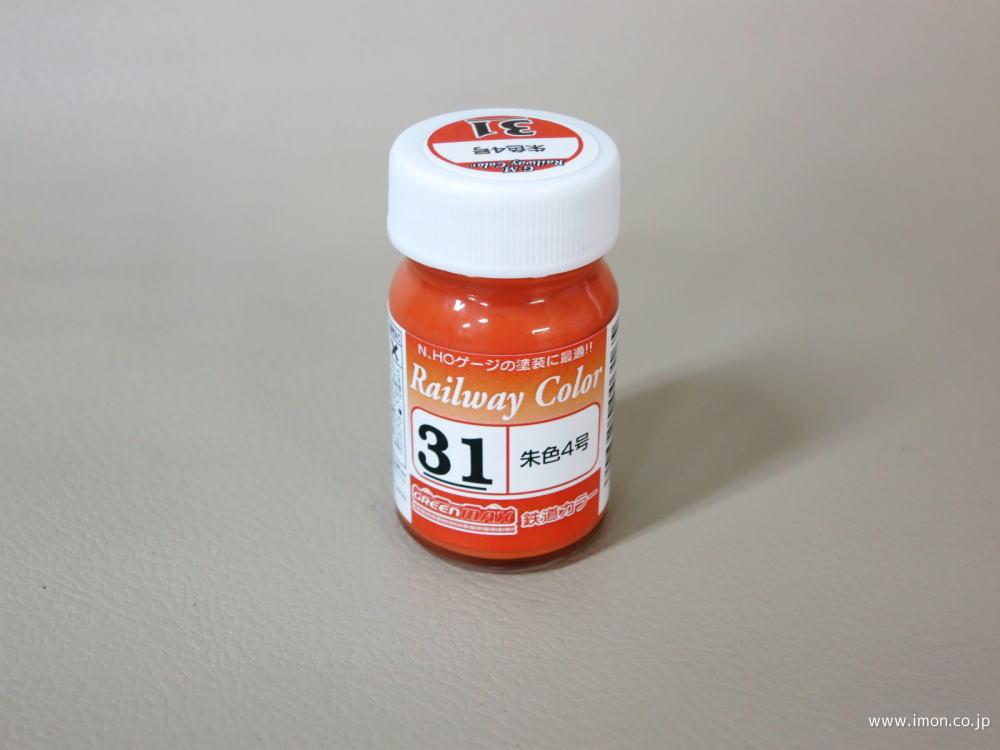 31
朱色4号
GM
Railway Color
N、HOゲージの塗装に最適!!
Railway Color
31
朱色4号
GREENMAX 鉄道カラー
www.imon.co.jp